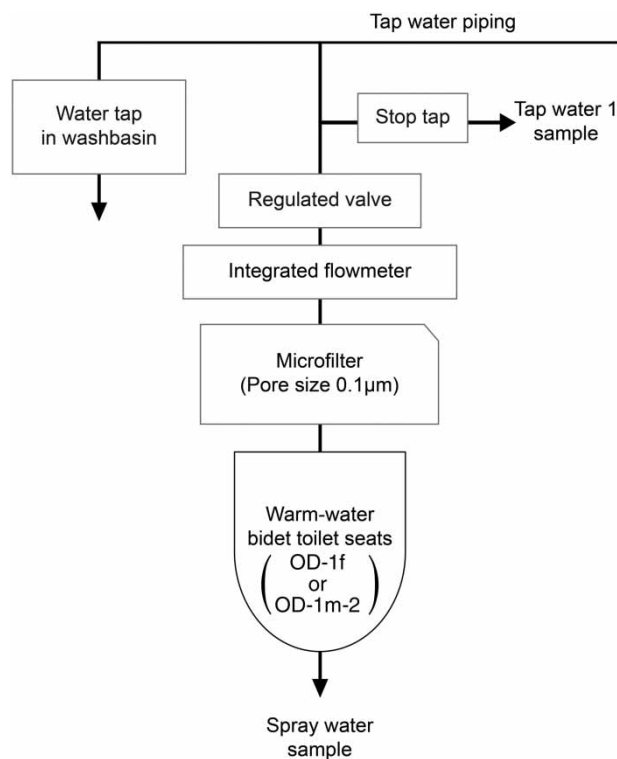 Tap water piping
Water tap
in washbasin
Stop tap
Tap water 1
sample
Regulated valve
Integrated flowmeter
Microfilter
(Pore size 0.1μm)
Warm-water
bidet toilet seats
( OD-1f
or
OD-1m-2 )
Spray water
sample